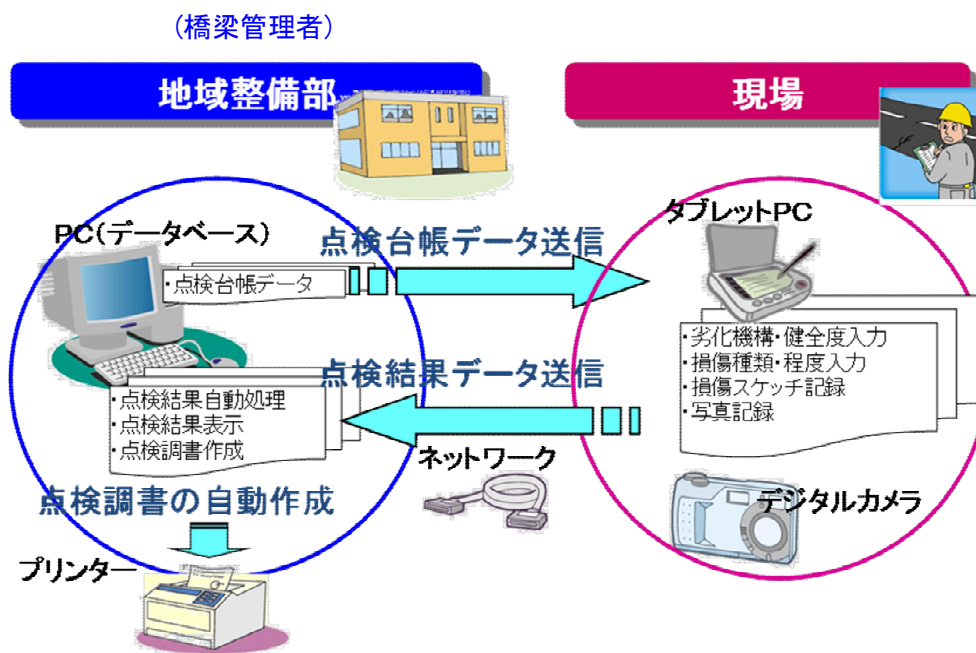 (橋梁管理者)
地域整備部
現場
PC(データベース)
点検台帳データ送信
タブレットPC
・点検台帳データ
・劣化機構・健全度入力
・損傷種類・程度入力
・損傷スケッチ記録
・写真記録
点検結果データ送信
・点検結果自動処理
・点検結果表示
・点検調書作成
ネットワーク
点検調書の自動作成
デジタルカメラ
プリンター